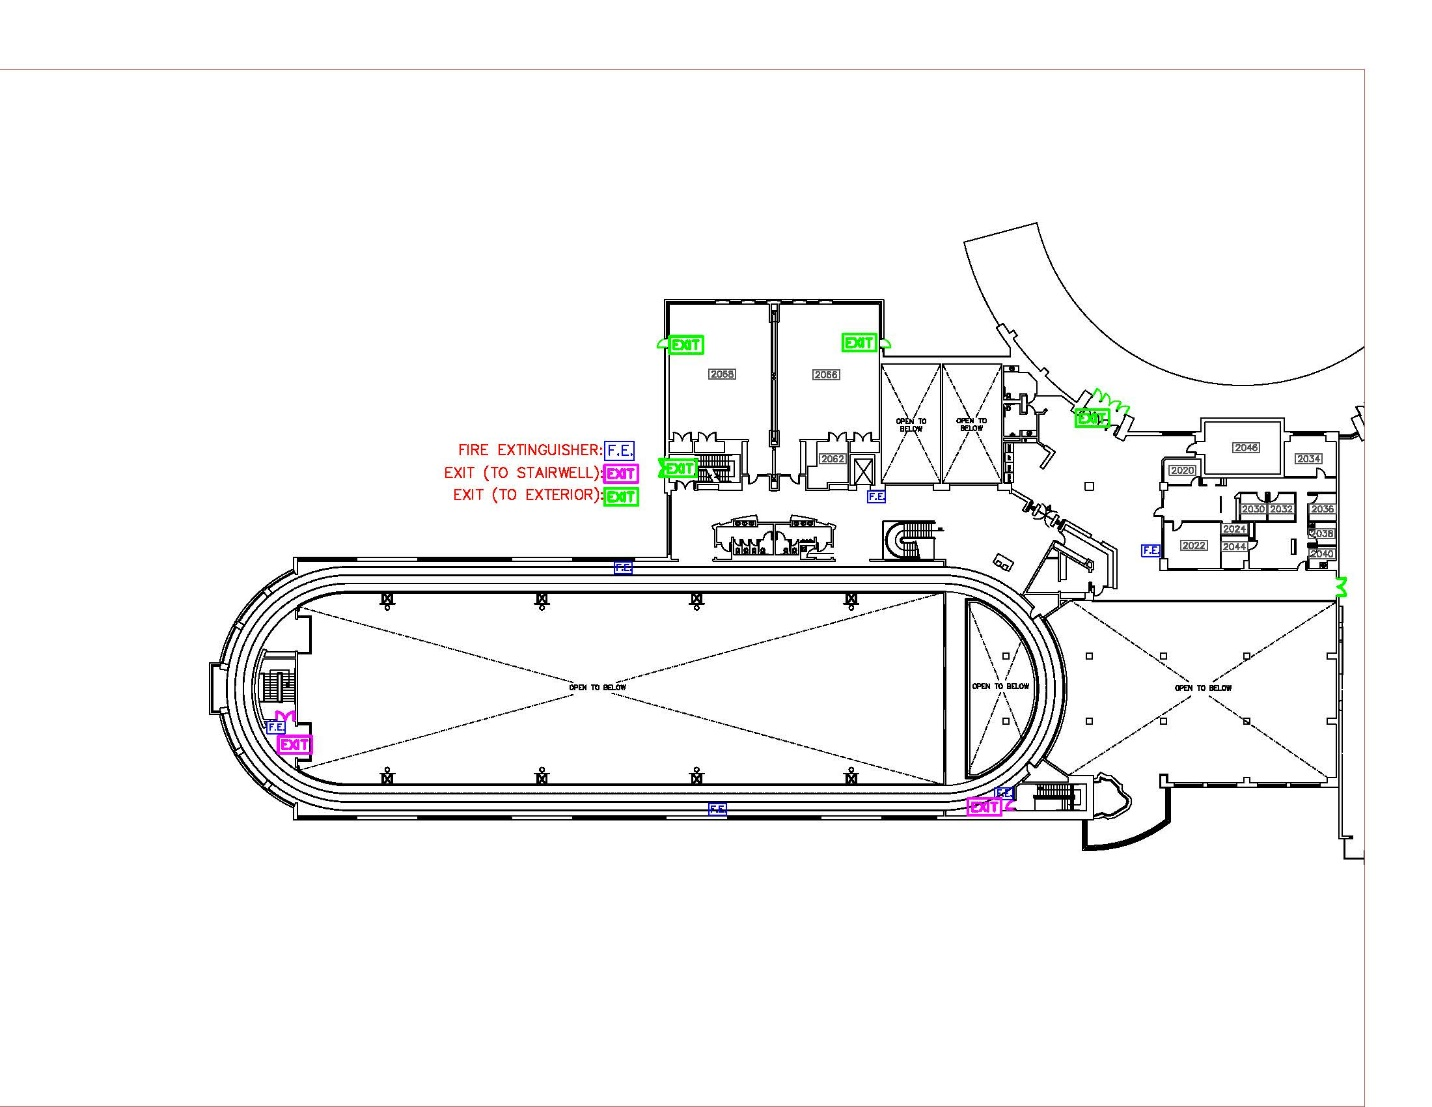 EXIT
EXIT
2068
2066
EXIT
OPEN TO
BELOW
OPEN TO
BELOW
2046
2034
2020
2062
FIRE EXTINGUISHER: F.E.
EXIT (TO STAIRWELL): EXIT
EXIT (TO EXTERIOR): EXIT
EXIT
F.E.
2030
2032
2036
2024
2038
2022
2044
2040
F.E.
F.E.
OPEN TO BELOW
OPEN TO BELOW
OPEN TO BELOW
F.E.
EXIT
F.E.
EXIT
F.E.